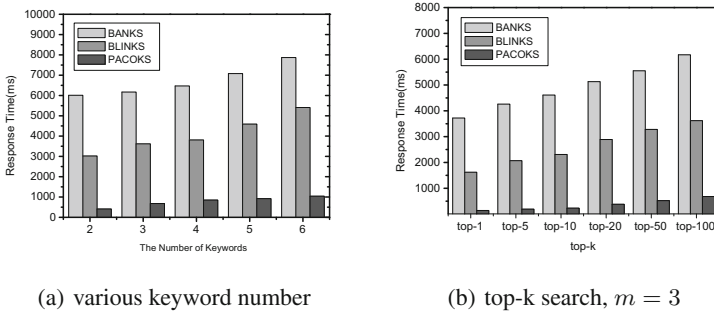 10000
9000
8000
7000
6000
5000
4000
3000
2000
1000
0
Response Time(ms)
BANKS
BLINKS
PACOKS
2 3 4 5 6
The Number of Keywords
(a) various keyword number
8000
7000
6000
5000
4000
3000
2000
1000
Response Time(ms)
BANKS
BLINKS
PACOKS
top-1 top-5 top-10 top-20 top-50 top-100
top-k
(b) top-k search, m = 3